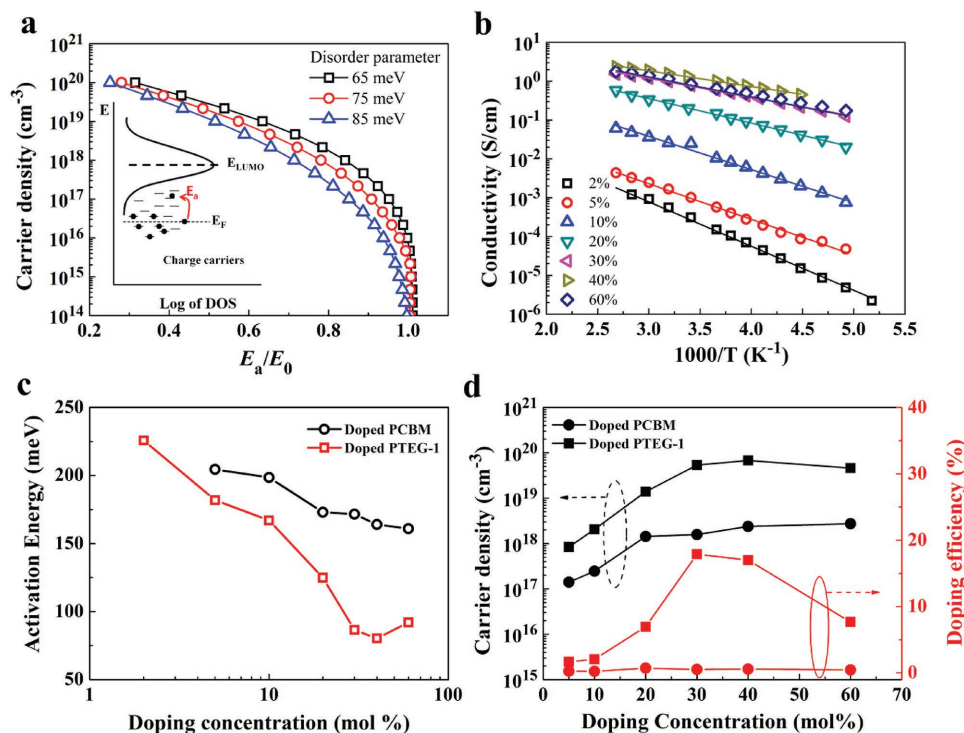 a
10^21
10^20
10^19
10^18
10^17
10^16
10^15
10^14
Carrier density (cm^-3)
Disorder parameter
65 meV
75 meV
85 meV
E
E_LUMO
E_a
E_F
Charge carriers
Log of DOS
0.2 0.4 0.6 0.8 1.0
E_a/E_0
b
10^1
10^0
10^-1
10^-2
10^-3
10^-4
10^-5
10^-6
Conductivity (S/cm)
2%
5%
10%
20%
30%
40%
60%
2.0 2.5 3.0 3.5 4.0 4.5 5.0 5.5
1000/T (K^-1)
c
250
200
150
100
50
Activation Energy (meV)
Doped PCBM
Doped PTEG-1
1 10 100
Doping concentration (mol %)
d
10^21
10^20
10^19
10^18
10^17
10^16
10^15
Carrier density (cm^-3)
Doped PCBM
Doped PTEG-1
40
30
20
10
0
Doping efficiency (%)
0 10 20 30 40 50 60 70
Doping Concentration (mol%)